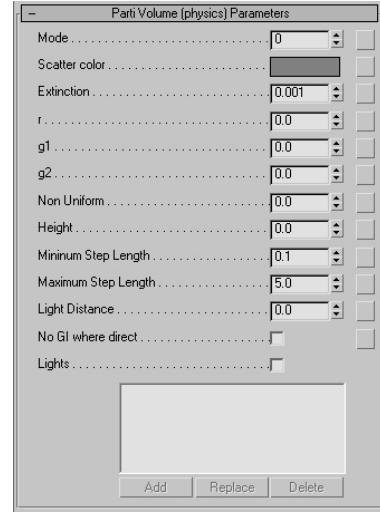 – Parti Volume (physics) Parameters
Mode . . . . . . . . . . . . . . . . . . . . . . . . . 0
Scatter color . . . . . . . . . . . . . . . . . . . .
Extinction . . . . . . . . . . . . . . . . . . . . . . 0.001
r . . . . . . . . . . . . . . . . . . . . . . . . . . . . . 0.0
g1 . . . . . . . . . . . . . . . . . . . . . . . . . . . 0.0
g2 . . . . . . . . . . . . . . . . . . . . . . . . . . . 0.0
Non Uniform . . . . . . . . . . . . . . . . . . . 0.0
Height . . . . . . . . . . . . . . . . . . . . . . . . 0.0
Mininum Step Length . . . . . . . . . . . . 0.1
Maximum Step Length . . . . . . . . . . . 5.0
Light Distance . . . . . . . . . . . . . . . . . . 0.0
No GI where direct . . . . . . . . . . . . . . .
Lights . . . . . . . . . . . . . . . . . . . . . . . . .
Add Replace Delete